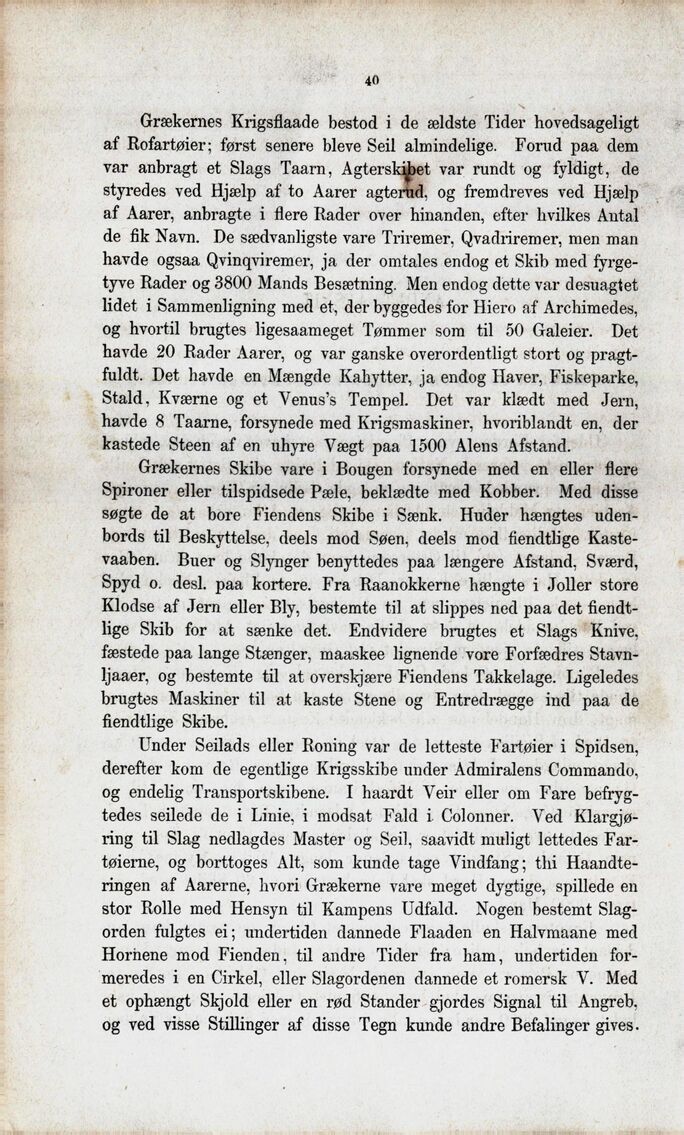 40
Grækernes Krigsflaade bestod i de ældste Tider hovedsageligt
af Rofartøier; først senere bleve Seil almindelige. Forud paa dem
var anbragt et Slags Taarn, Agterskibet var rundt og fyldigt, de
styredes ved Hjælp af to Aarer agterud, og fremdreves ved Hjælp
af Aarer, anbragte i flere Rader over hinanden, efter hvilkes Antal
de fik Navn. De sædvanligste vare Triremer, Qvadriremer, men man
havde ogsaa Qvinqviremer, ja der omtales endog et Skib med fyrge-
tyve Rader og 3800 Mands Besætning. Men endog dette var desuagtet
lidet i Sammenligning med et, der byggedes for Hiero af Archimedes,
og hvortil brugtes ligesaameget Tømmer som til 50 Galeier. Det
havde 20 Rader Aarer, og var ganske overordentligt stort og pragt-
fuldt. Det havde en Mængde Kahytter, ja endog Haver, Fiskeparke,
Stald, Kværne og et Venus's Tempel. Det var klædt med Jern,
havde 8 Taarne, forsynede med Krigsmaskiner, hvoriblandt en, der
kastede Steen af en uhyre Vægt paa 1500 Alens Afstand.
Grækernes Skibe vare i Bougen forsynede med en eller flere
Spironer eller tilspidsede Pæle, beklædte med Kobber. Med disse
søgte de at bore Fiendens Skibe i Sænk. Huder hængtes uden-
bords til Beskyttelse, deels mod Søen, deels mod fiendtlige Kaste-
vaaben. Buer og Slynger benyttedes paa længere Afstand, Sværd,
Spyd o. desl. paa kortere. Fra Raanokkerne hængte i Joller store
Klodse af Jern eller Bly, bestemte til at slippes ned paa det fiendt-
lige Skib for at sænke det. Endvidere brugtes et Slags Knive,
fæstede paa lange Stænger, maaskee lignende vore Forfædres Stavn-
ljaaer, og bestemte til at overskjære Fiendens Takkelage. Ligeledes
brugtes Maskiner til at kaste Stene og Entredrægge ind paa de
fiendtlige Skibe.
Under Seilads eller Roning var de letteste Fartøier i Spidsen,
derefter kom de egentlige Krigsskibe under Admiralens Commando,
og endelig Transportskibene. I haardt Veir eller om Fare befryg-
tedes seilede de i Linie, i modsat Fald i Colonner. Ved Klargjø-
ring til Slag nedlagdes Master og Seil, saavidt muligt lettedes Far-
tøierne, og borttoges Alt, som kunde tage Vindfang; thi Haandte-
ringen af Aarerne, hvori Grækerne vare meget dygtige, spillede en
stor Rolle med Hensyn til Kampens Udfald. Nogen bestemt Slag-
orden fulgtes ei; undertiden dannede Flaaden en Halvmaane med
Hornene mod Fienden, til andre Tider fra ham, undertiden for-
meredes i en Cirkel, eller Slagordenen dannede et romersk V. Med
et ophængt Skjold eller en rød Stander gjordes Signal til Angreb,
og ved visse Stillinger af disse Tegn kunde andre Befalinger gives.